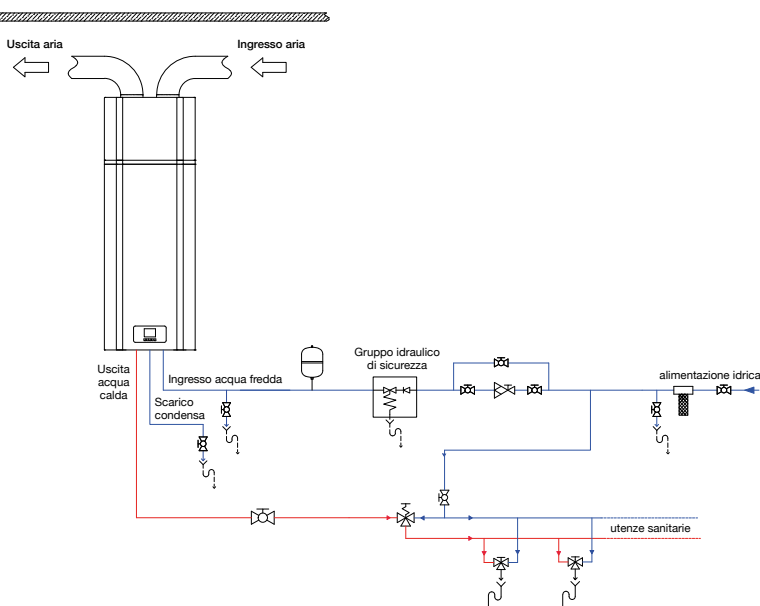 Uscita aria
Ingresso aria
Gruppo idraulico
di sicurezza
Uscita
acqua
calda
Ingresso acqua fredda
alimentazione idrica
Scarico
condensa
utenze sanitarie